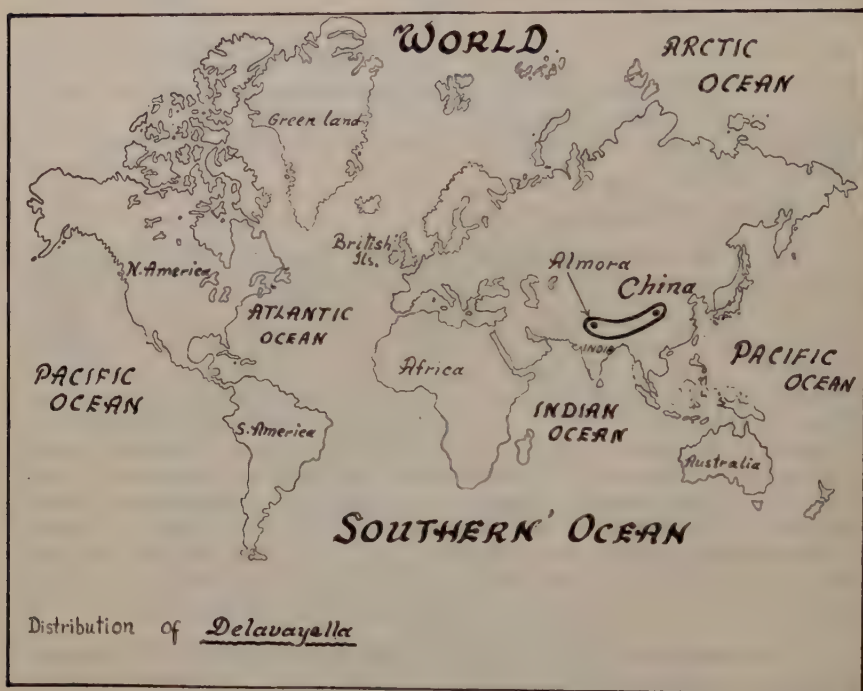 WORLD
ARCTIC
OCEAN
Green land
British
Ils.
Almora
China
N. America
ATLANTIC
OCEAN
INDIA
PACIFIC
OCEAN
Africa
PACIFIC
OCEAN
INDIAN
OCEAN
S. America
Australia
SOUTHERN' OCEAN
Distribution of Delavayella